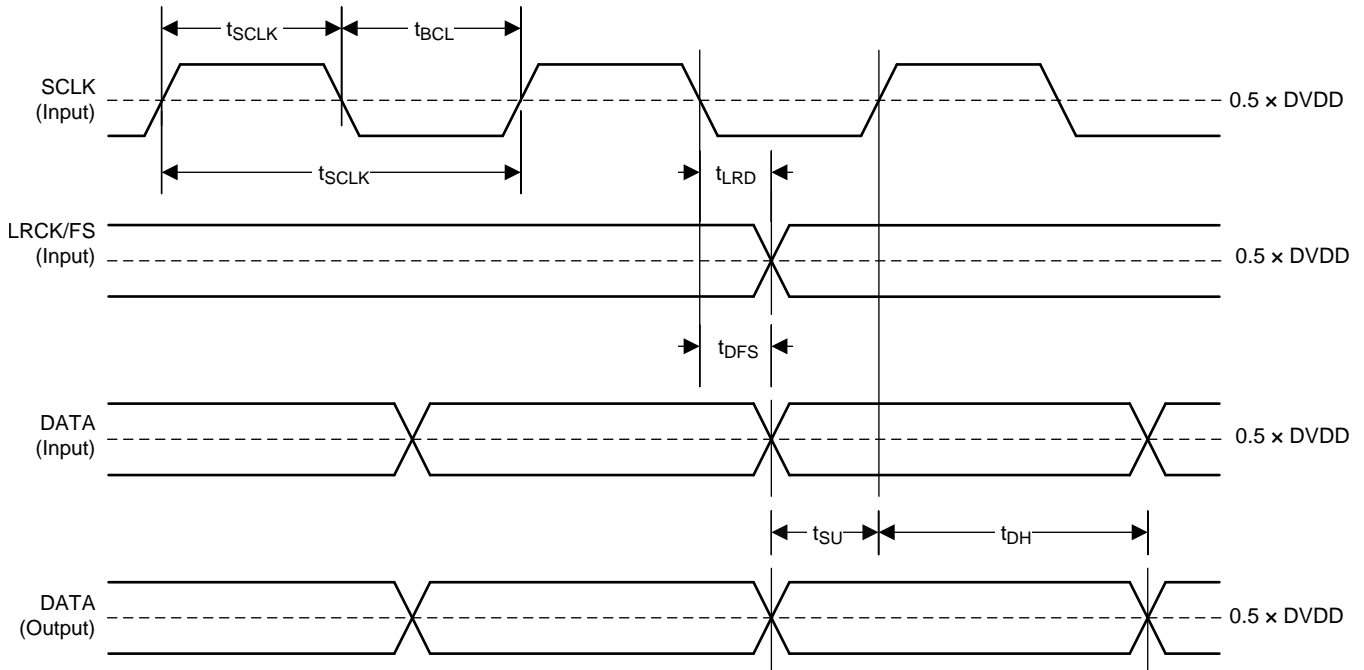 t_SCLK
t_BCL
SCLK
(Input)
0.5 × DVDD
t_SCLK
t_LRD
LRCK/FS
(Input)
0.5 × DVDD
t_DFS
DATA
(Input)
0.5 × DVDD
t_SU
t_DH
DATA
(Output)
0.5 × DVDD